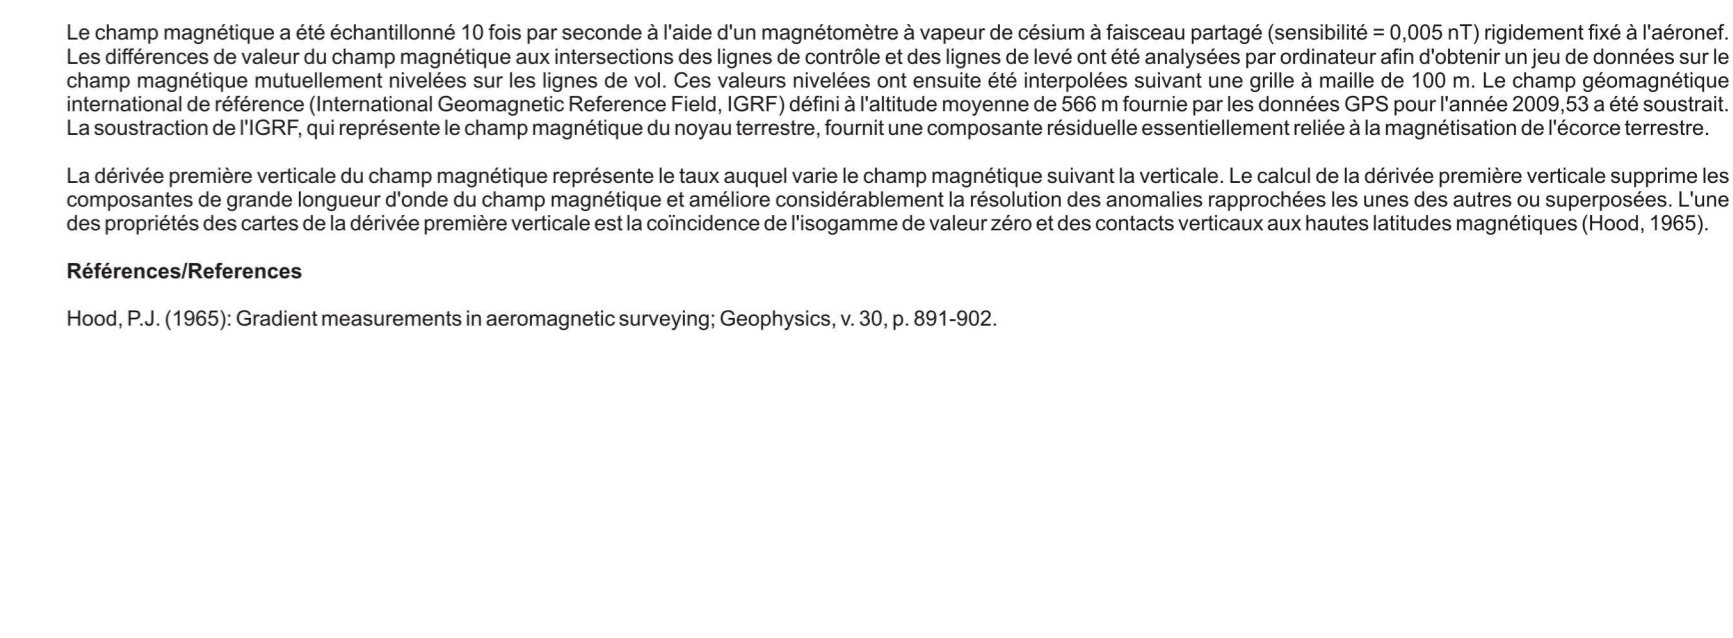 Le champ magnétique a été échantillonné 10 fois par seconde à l'aide d'un magnétomètre à vapeur de césium à faisceau partagé (sensibilité = 0,005 nT) rigidement fixé à l'aéronef.
Les différences de valeur du champ magnétique aux intersections des lignes de contrôle et des lignes de levé ont été analysées par ordinateur afin d'obtenir un jeu de données sur le
champ magnétique mutuellement nivelées sur les lignes de vol. Ces valeurs nivelées ont ensuite été interpolées suivant une grille à maille de 100 m. Le champ géomagnétique
international de référence (International Geomagnetic Reference Field, IGRF) défini à l'altitude moyenne de 566 m fournie par les données GPS pour l'année 2009,53 a été soustrait.
La soustraction de l'IGRF, qui représente le champ magnétique du noyau terrestre, fournit une composante résiduelle essentiellement reliée à la magnétisation de l'écorce terrestre.
La dérivée première verticale du champ magnétique représente le taux auquel varie le champ magnétique suivant la verticale. Le calcul de la dérivée première verticale supprime les
composantes de grande longueur d'onde du champ magnétique et améliore considérablement la résolution des anomalies rapprochées les unes des autres ou superposées. L'une
des propriétés des cartes de la dérivée première verticale est la coïncidence de l'isogamme de valeur zéro et des contacts verticaux aux hautes latitudes magnétiques (Hood, 1965).
Références/References
Hood, P.J. (1965): Gradient measurements in aeromagnetic surveying; Geophysics, v. 30, p. 891-902.